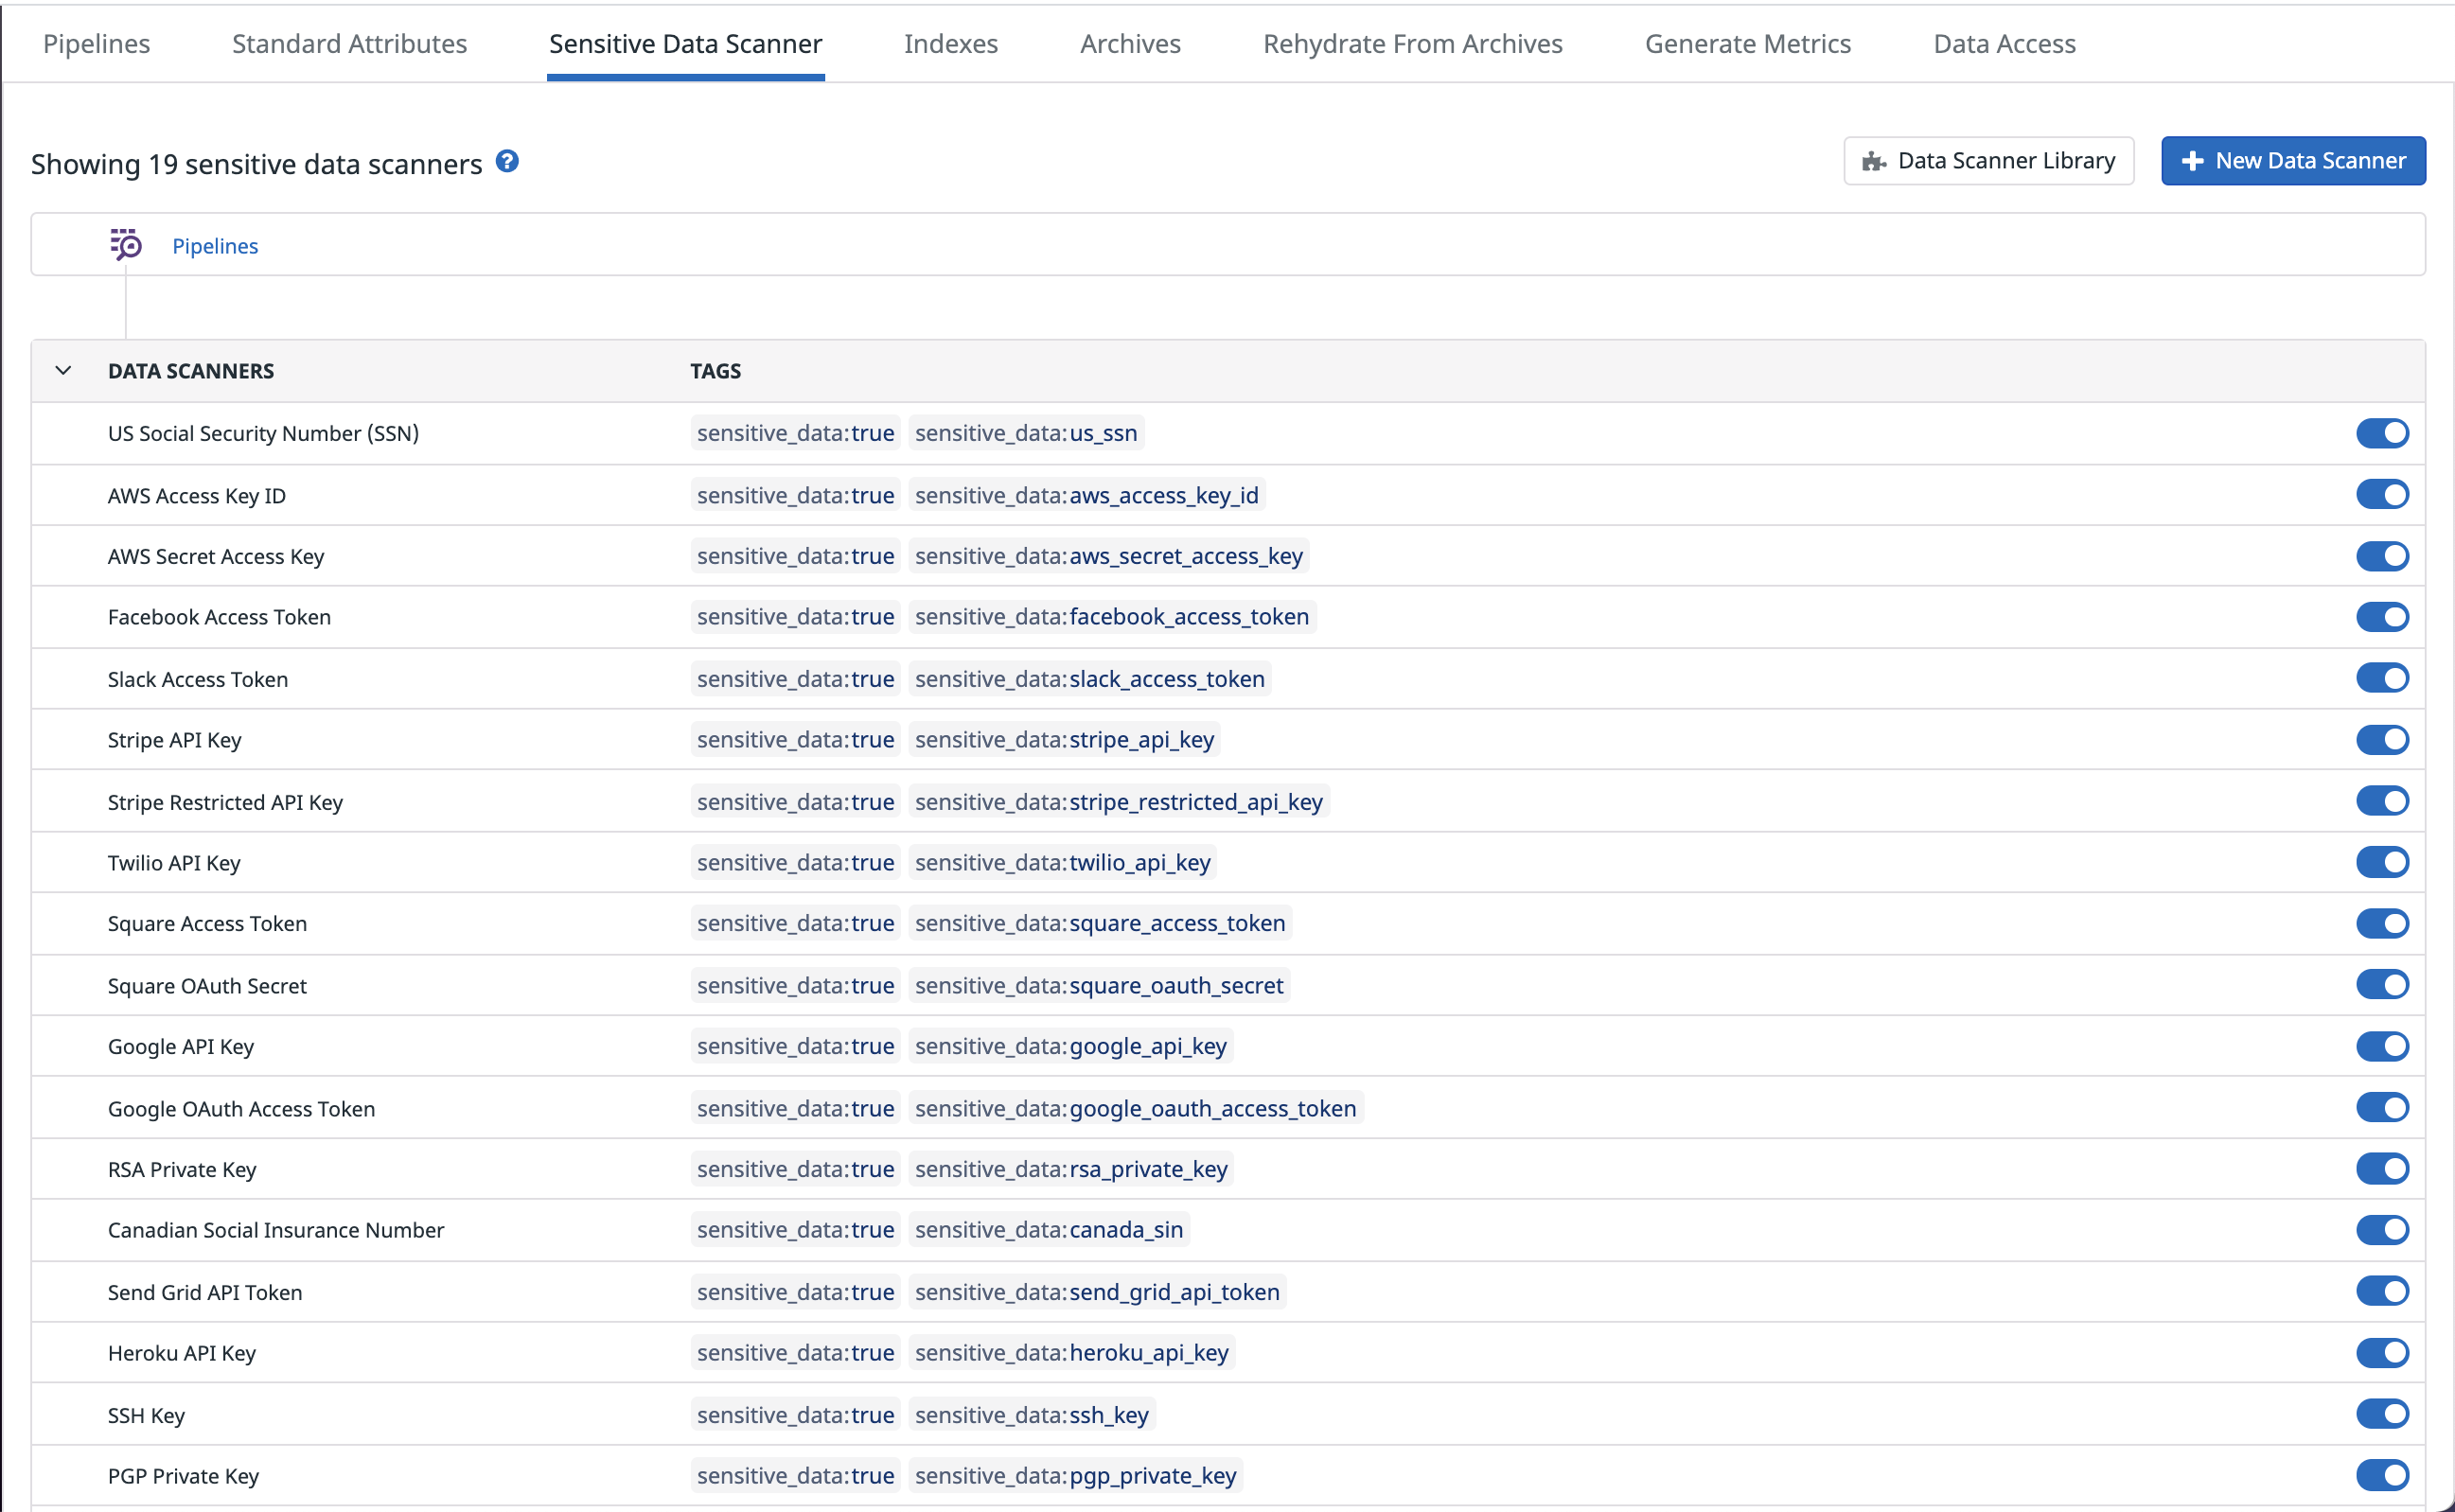 Pipelines Standard Attributes Sensitive Data Scanner Indexes Archives Rehydrate From Archives Generate Metrics Data Access
Showing 19 sensitive data scanners ? Data Scanner Library + New Data Scanner
Pipelines
DATA SCANNERS TAGS
US Social Security Number (SSN) sensitive_data:true sensitive_data:us_ssn
AWS Access Key ID sensitive_data:true sensitive_data:aws_access_key_id
AWS Secret Access Key sensitive_data:true sensitive_data:aws_secret_access_key
Facebook Access Token sensitive_data:true sensitive_data:facebook_access_token
Slack Access Token sensitive_data:true sensitive_data:slack_access_token
Stripe API Key sensitive_data:true sensitive_data:stripe_api_key
Stripe Restricted API Key sensitive_data:true sensitive_data:stripe_restricted_api_key
Twilio API Key sensitive_data:true sensitive_data:twilio_api_key
Square Access Token sensitive_data:true sensitive_data:square_access_token
Square OAuth Secret sensitive_data:true sensitive_data:square_oauth_secret
Google API Key sensitive_data:true sensitive_data:google_api_key
Google OAuth Access Token sensitive_data:true sensitive_data:google_oauth_access_token
RSA Private Key sensitive_data:true sensitive_data:rsa_private_key
Canadian Social Insurance Number sensitive_data:true sensitive_data:canada_sin
Send Grid API Token sensitive_data:true sensitive_data:send_grid_api_token
Heroku API Key sensitive_data:true sensitive_data:heroku_api_key
SSH Key sensitive_data:true sensitive_data:ssh_key
PGP Private Key sensitive_data:true sensitive_data:pgp_private_key